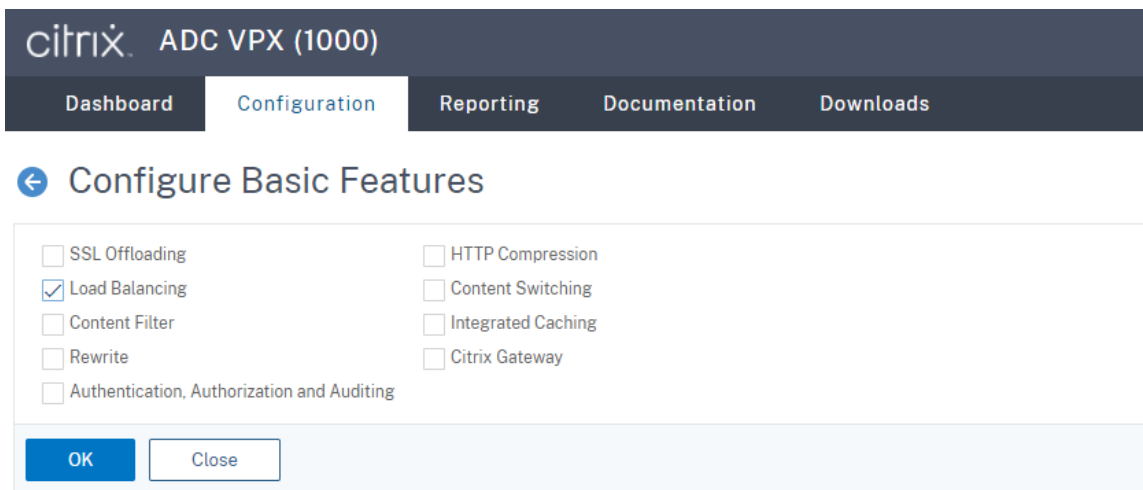 citrix. ADC VPX (1000)
Dashboard Configuration Reporting Documentation Downloads
Configure Basic Features
SSL Offloading HTTP Compression
Load Balancing Content Switching
Content Filter Integrated Caching
Rewrite Citrix Gateway
Authentication, Authorization and Auditing
OK Close